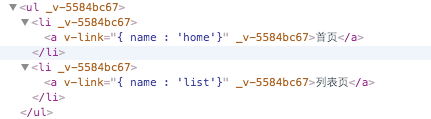 ▼<ul _v-5584bc67>
▼<li _v-5584bc67>
<a v-link="{ name : 'home'}" _v-5584bc67>首页</a>
</li>
▼<li _v-5584bc67>
<a v-link="{ name : 'list'}" _v-5584bc67>列表页</a>
</li>
</ul>